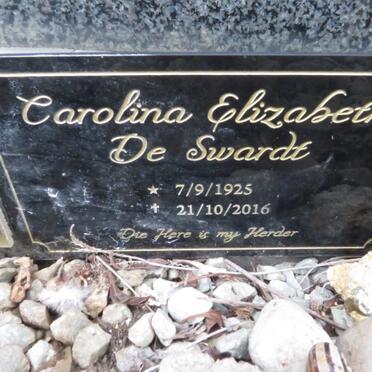 Carolina Elizabeth
De Swardt
★ 7/9/1925
✝ 21/10/2016
Die Here is my Herder